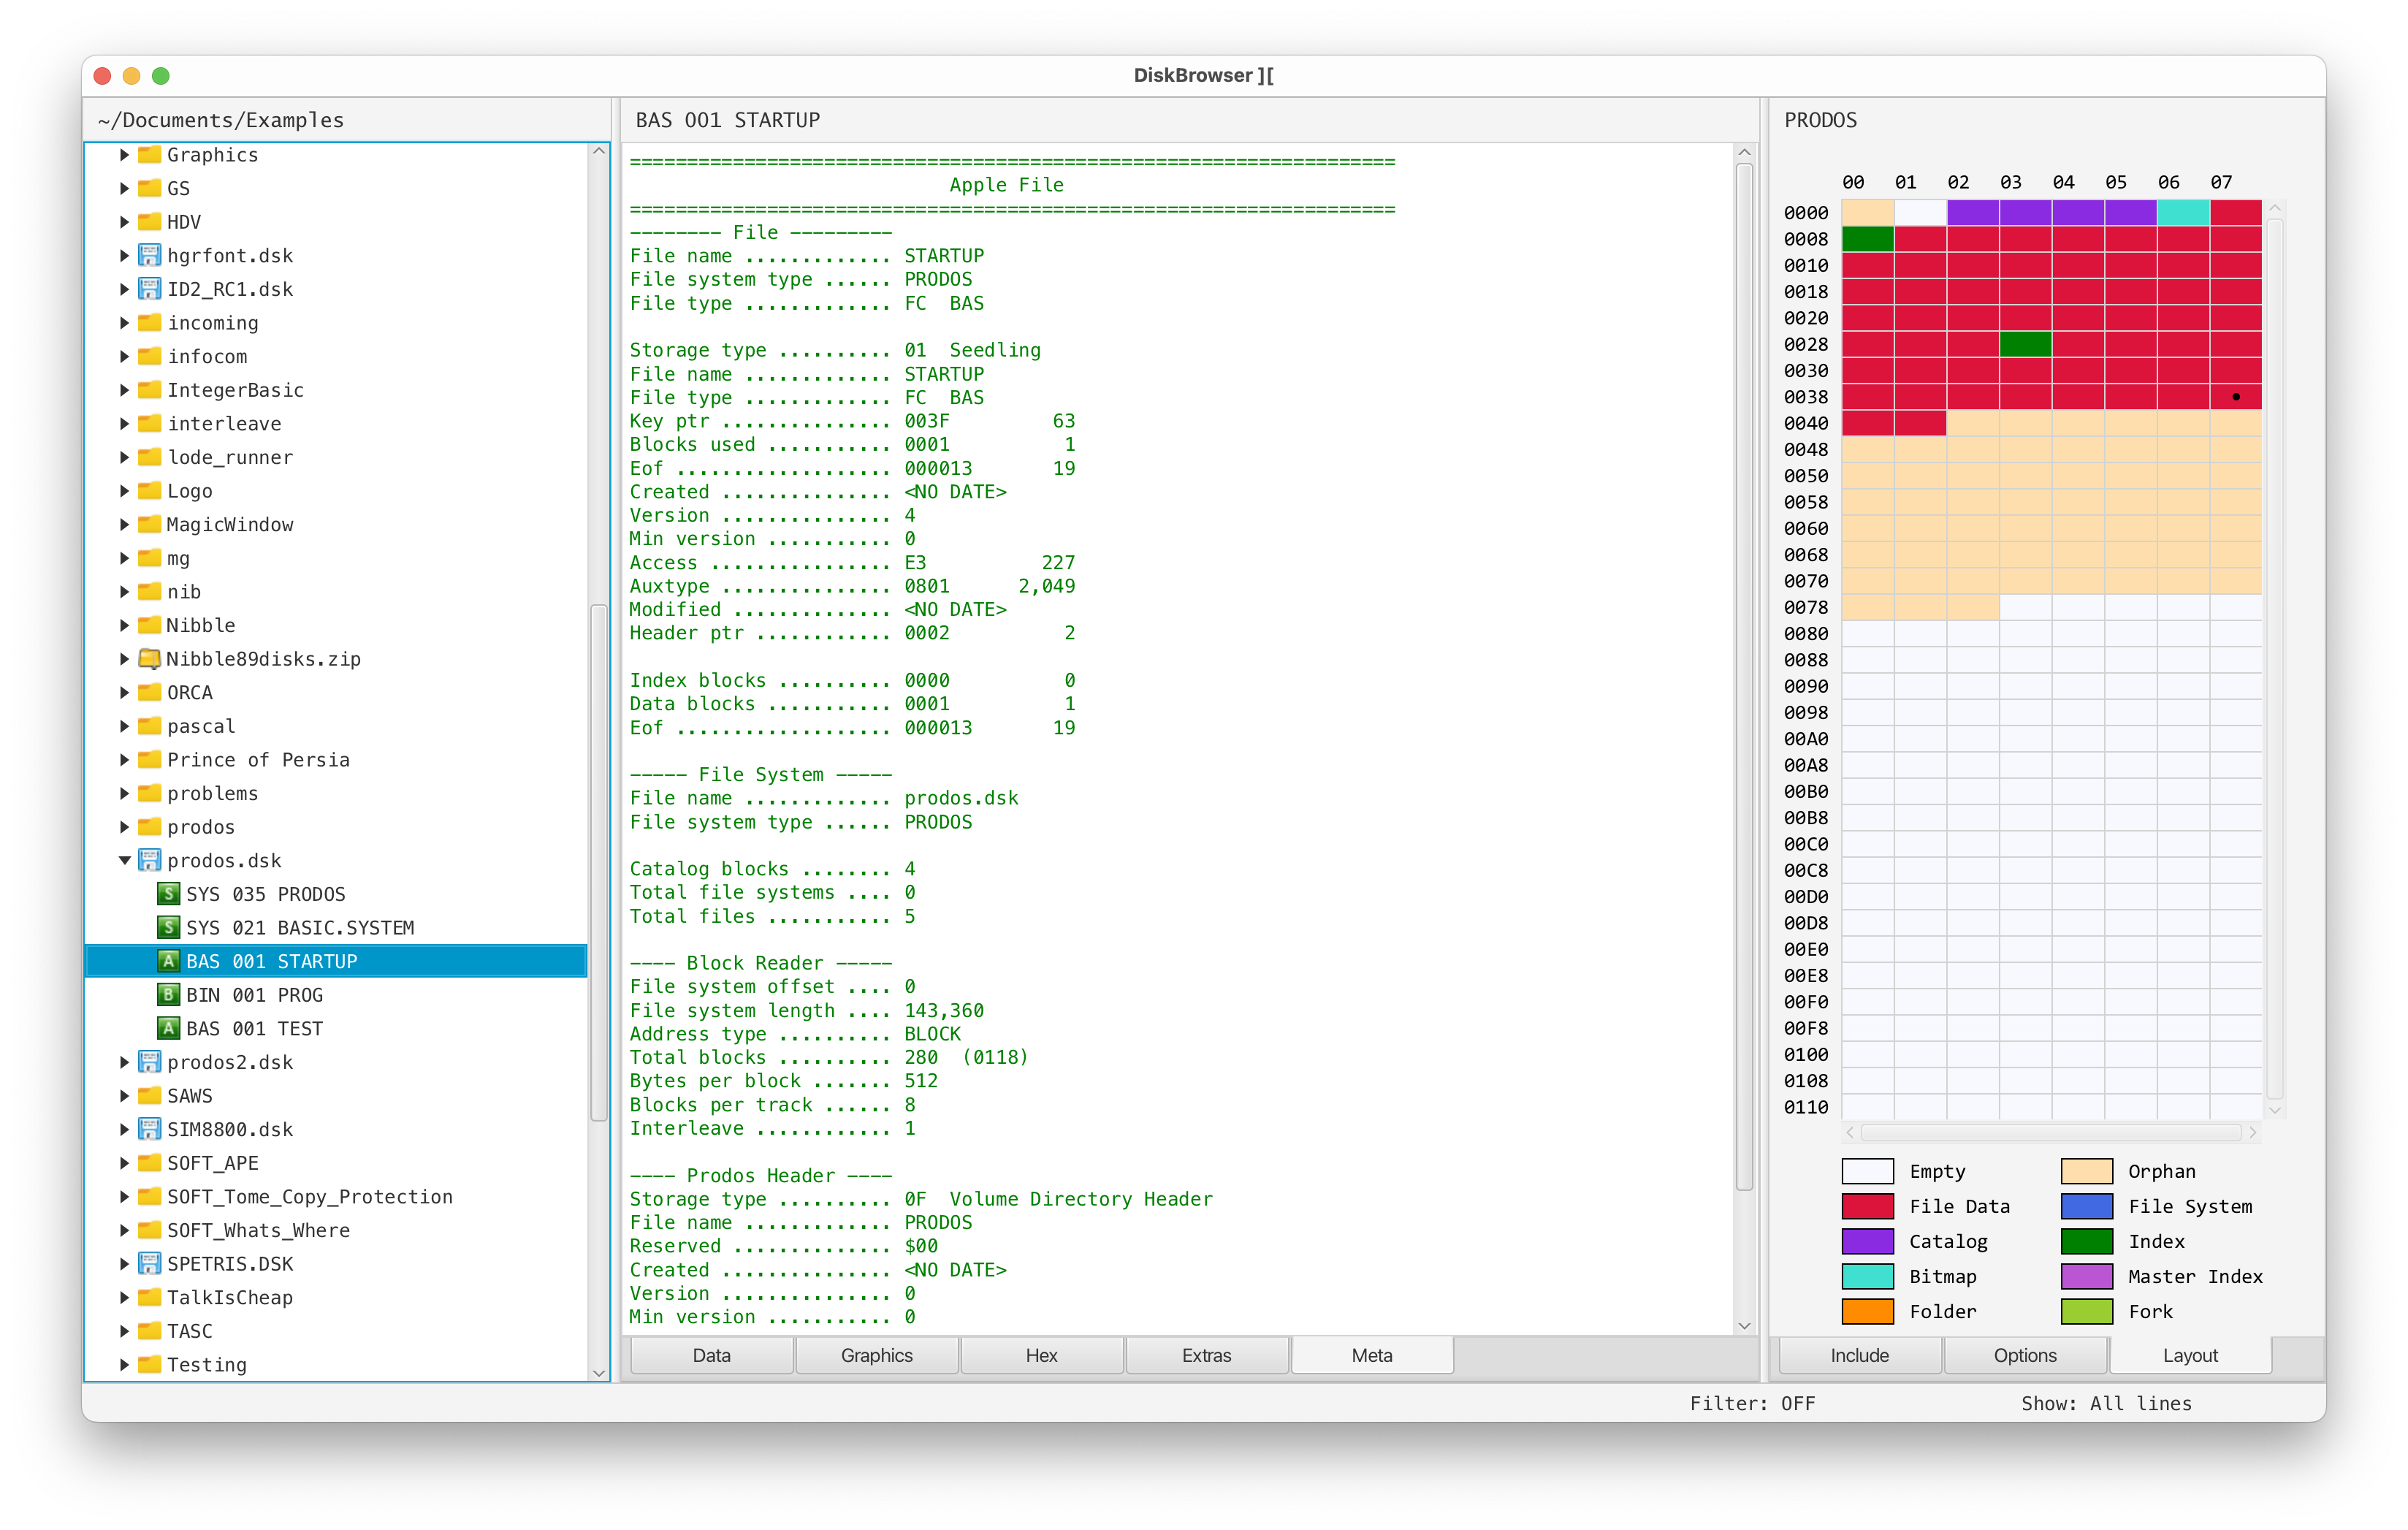 DiskBrowser ][
~/Documents/Examples
Graphics
GS
HDV
hgrfont.dsk
ID2_RC1.dsk
incoming
infocom
IntegerBasic
interleave
lode_runner
Logo
MagicWindow
mg
nib
Nibble
Nibble89disks.zip
ORCA
pascal
Prince of Persia
problems
prodos
prodos.dsk
S SYS 035 PRODOS
S SYS 021 BASIC.SYSTEM
A BAS 001 STARTUP
B BIN 001 PROG
A BAS 001 TEST
prodos2.dsk
SAWS
SIM8800.dsk
SOFT_APE
SOFT_Tome_Copy_Protection
SOFT_Whats_Where
SPETRIS.DSK
TalkIsCheap
TASC
Testing
BAS 001 STARTUP
===================================================================
Apple File
===================================================================
-------- File ---------
File name ............. STARTUP
File system type ...... PRODOS
File type ............. FC  BAS
Storage type .......... 01  Seedling
File name ............. STARTUP
File type ............. FC  BAS
Key ptr ............... 003F         63
Blocks used ........... 0001          1
Eof ................... 000013       19
Created ............... <NO DATE>
Version ............... 4
Min version ........... 0
Access ................ E3          227
Auxtype ............... 0801      2,049
Modified .............. <NO DATE>
Header ptr ............ 0002          2
Index blocks .......... 0000          0
Data blocks ........... 0001          1
Eof ................... 000013       19
----- File System -----
File name ............. prodos.dsk
File system type ...... PRODOS
Catalog blocks ........ 4
Total file systems .... 0
Total files ........... 5
---- Block Reader -----
File system offset .... 0
File system length .... 143,360
Address type .......... BLOCK
Total blocks .......... 280  (0118)
Bytes per block ....... 512
Blocks per track ...... 8
Interleave ............ 1
---- Prodos Header ----
Storage type .......... 0F  Volume Directory Header
File name ............. PRODOS
Reserved .............. $00
Created ............... <NO DATE>
Version ............... 0
Min version ........... 0
Data Graphics Hex Extras Meta
PRODOS
00 01 02 03 04 05 06 07
0000
0008
0010
0018
0020
0028
0030
0038
0040
0048
0050
0058
0060
0068
0070
0078
0080
0088
0090
0098
00A0
00A8
00B0
00B8
00C0
00C8
00D0
00D8
00E0
00E8
00F0
00F8
0100
0108
0110
Empty Orphan
File Data File System
Catalog Index
Bitmap Master Index
Folder Fork
Include Options Layout
Filter: OFF Show: All lines